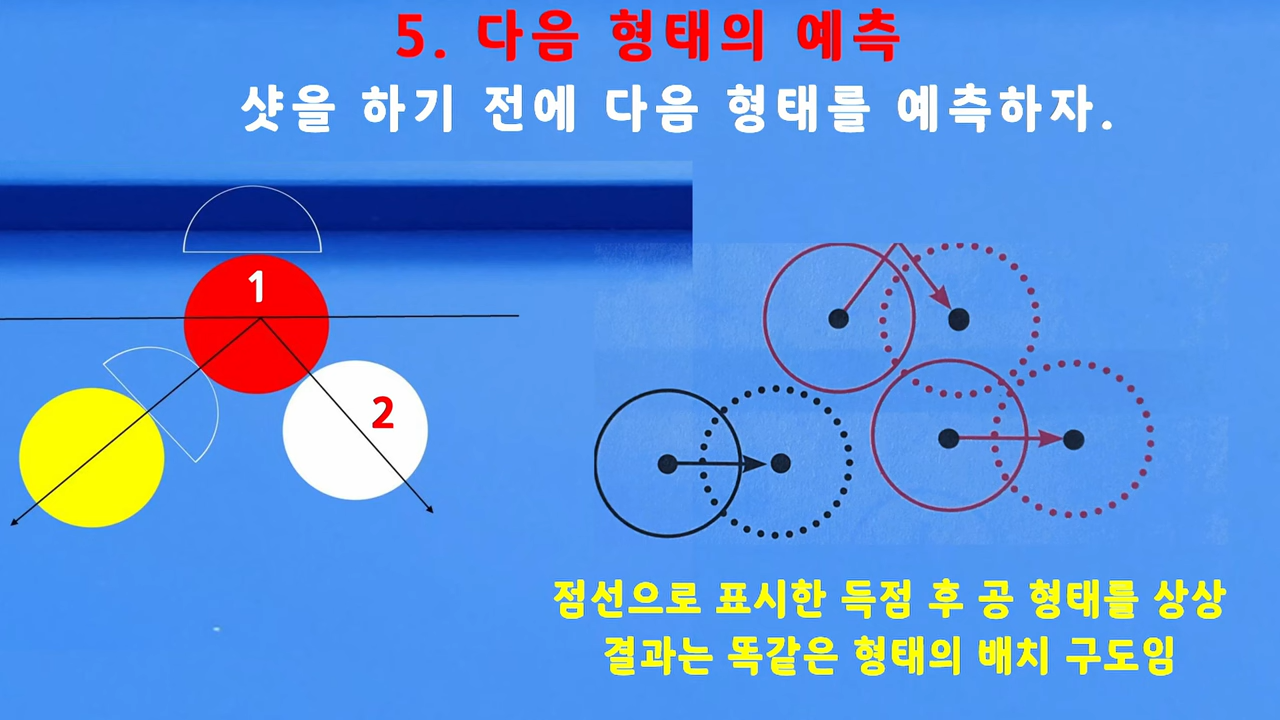 5. 다음 형태의 예측
샷을 하기 전에 다음 형태를 예측하자.
1
2
점선으로 표시한 득점 후 공 형태를 상상
결과는 똑같은 형태의 배치 구도임